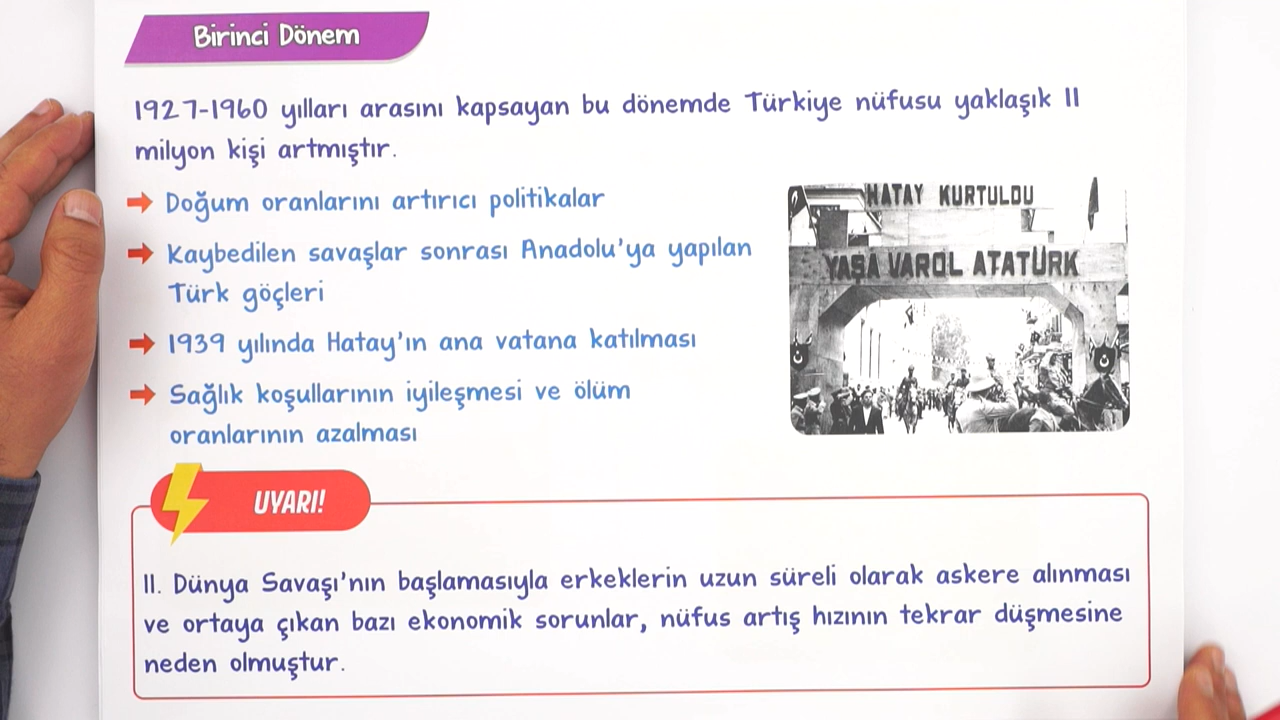 Birinci Dönem
1927-1960 yılları arasını kapsayan bu dönemde Türkiye nüfusu yaklaşık 11
milyon kişi artmıştır.
Doğum oranlarını artırıcı politikalar
Kaybedilen savaşlar sonrası Anadolu'ya yapılan
Türk göçleri
1939 yılında Hatay'ın ana vatana katılması
Sağlık koşullarının iyileşmesi ve ölüm
oranlarının azalması
HATAY KURTULDU
YAŞA VAROL ATATÜRK
UYARI!
II. Dünya Savaşı'nın başlamasıyla erkeklerin uzun süreli olarak askere alınması
ve ortaya çıkan bazı ekonomik sorunlar, nüfus artış hızının tekrar düşmesine
neden olmuştur.